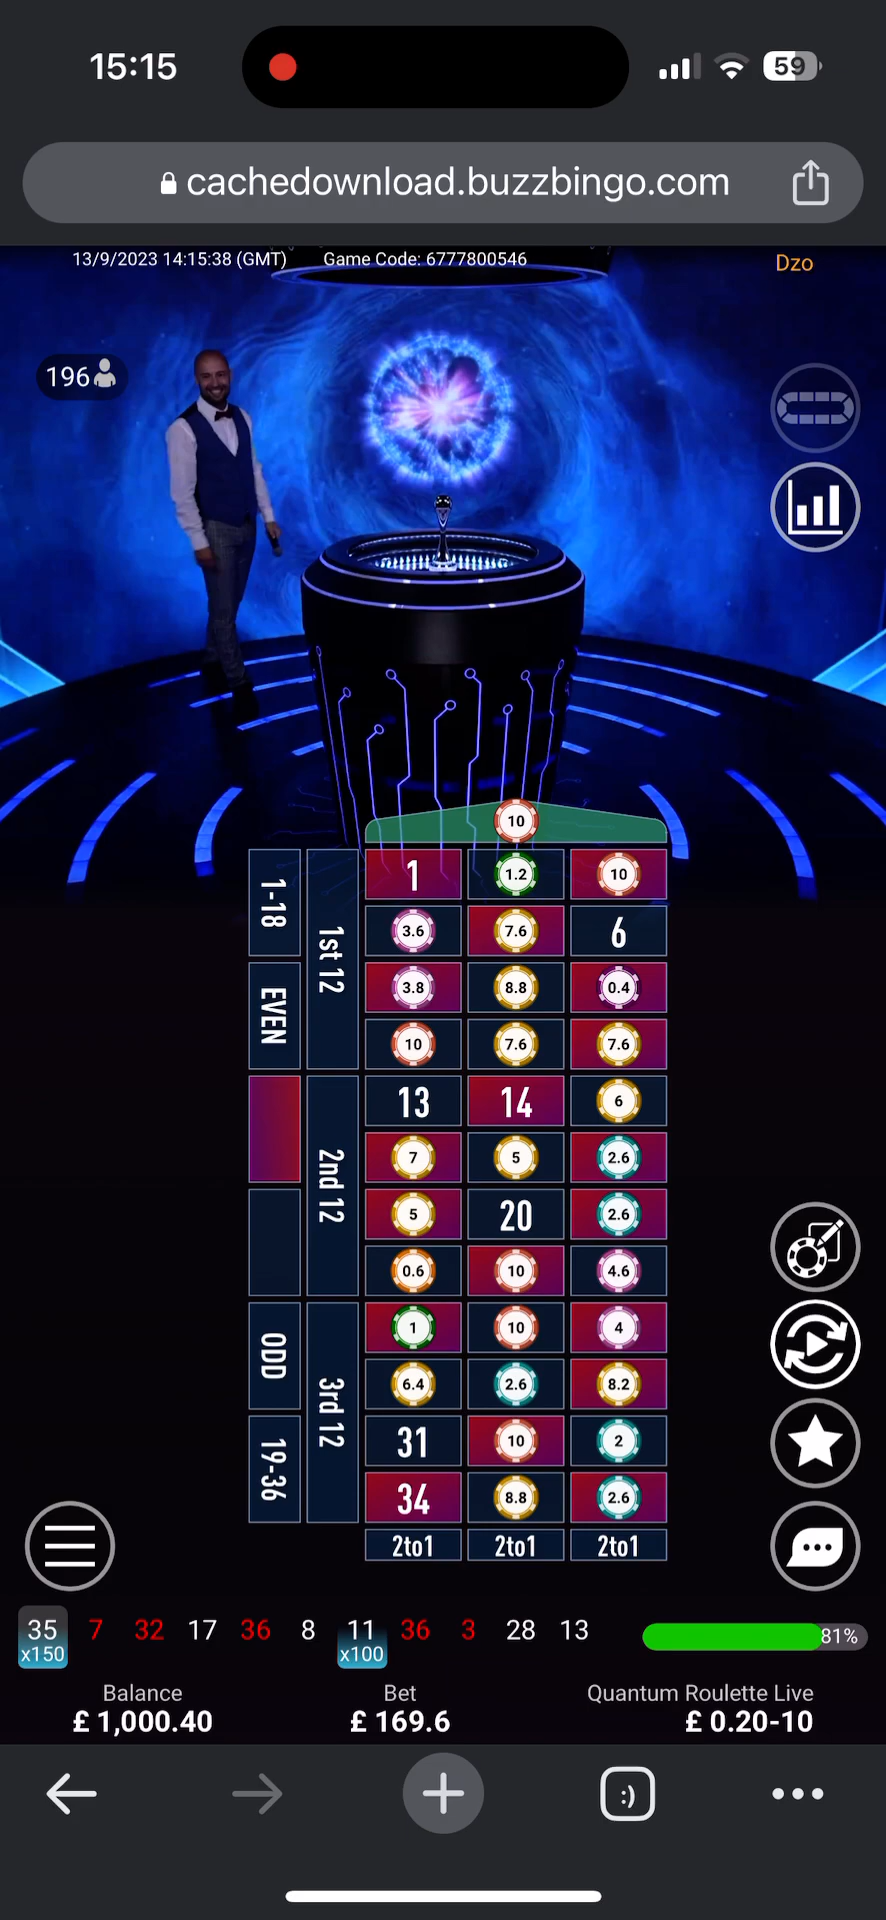 15:15
59
cachedownload.buzzbingo.com
13/9/2023 14:15:38 (GMT)
Game Code: 6777800546
Dzo
196
10
1-18
EVEN
ODD
19-36
1st 12
2nd 12
3rd 12
1 1.2 10
3.6 7.6 6
3.8 8.8 0.4
10 7.6 7.6
13 14 6
7 5 2.6
5 20 2.6
0.6 10 4.6
1 10 4
6.4 2.6 8.2
31 10 2
34 8.8 2.6
2to1 2to1 2to1
35 7 32 17 36 8 11 36 3 28 13
x150 x100
81%
Balance Bet Quantum Roulette Live
£ 1,000.40 £ 169.6 £ 0.20-10
:)